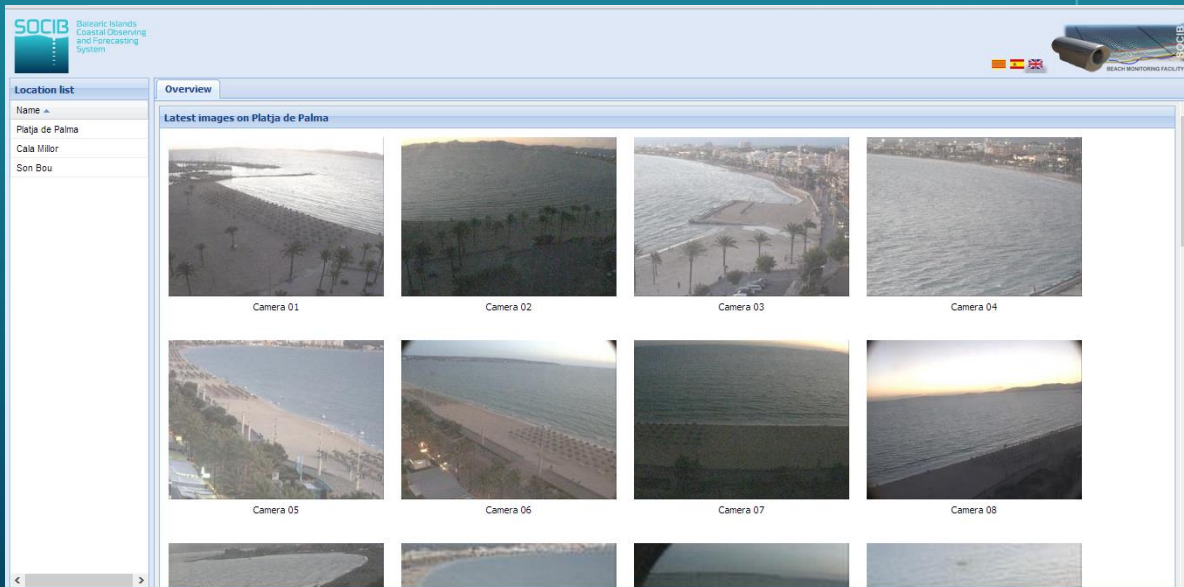 SOCIB
Balearic Islands
Coastal Observing
and Forecasting
System
SOCIB
BEACH MONITORING FACILITY
Location list
Name
Platja de Palma
Cala Millor
Son Bou
Overview
Latest images on Platja de Palma
Camera 01
Camera 02
Camera 03
Camera 04
Camera 05
Camera 06
Camera 07
Camera 08